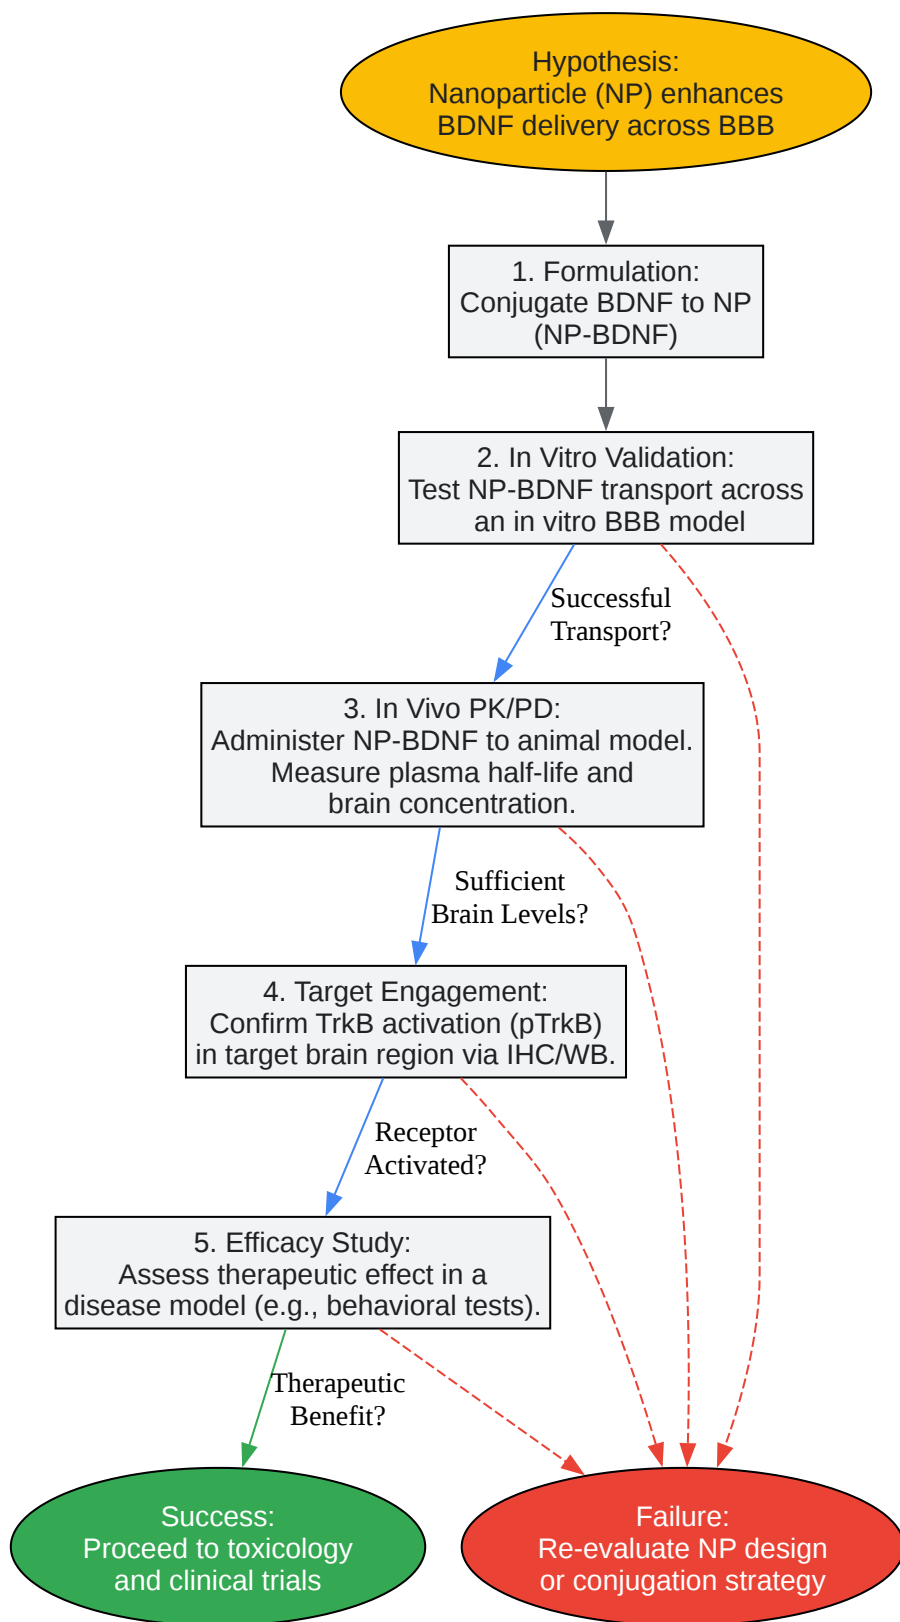 Hypothesis:
Nanoparticle (NP) enhances
BDNF delivery across BBB
1. Formulation:
Conjugate BDNF to NP
(NP-BDNF)
2. In Vitro Validation:
Test NP-BDNF transport across
an in vitro BBB model
Successful
Transport?
3. In Vivo PK/PD:
Administer NP-BDNF to animal model.
Measure plasma half-life and
brain concentration.
Sufficient
Brain Levels?
4. Target Engagement:
Confirm TrkB activation (pTrkB)
in target brain region via IHC/WB.
Receptor
Activated?
5. Efficacy Study:
Assess therapeutic effect in a
disease model (e.g., behavioral tests).
Therapeutic
Benefit?
Success:
Proceed to toxicology
and clinical trials
Failure:
Re-evaluate NP design
or conjugation strategy